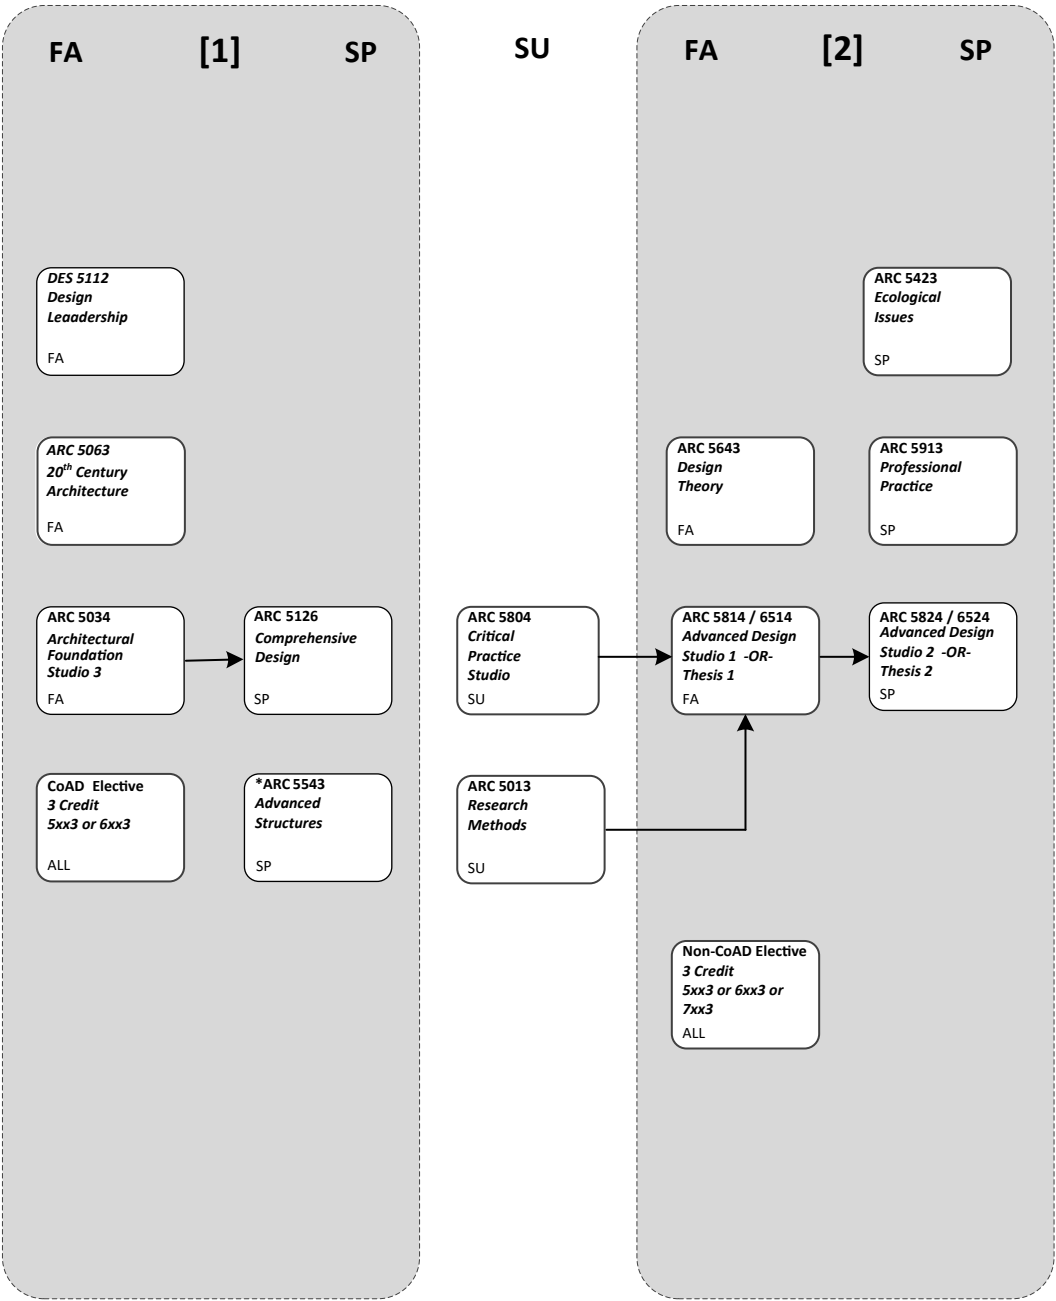 FA [1] SP
SU
FA [2] SP
DES 5112
Design
Leaadership
FA
ARC 5423
Ecological
Issues
SP
ARC 5063
20th Century
Architecture
FA
ARC 5643
Design
Theory
FA
ARC 5913
Professional
Practice
SP
ARC 5034
Architectural
Foundation
Studio 3
FA
ARC 5126
Comprehensive
Design
SP
ARC 5804
Critical
Practice
Studio
SU
ARC 5814 / 6514
Advanced Design
Studio 1 -OR-
Thesis 1
FA
ARC 5824 / 6524
Advanced Design
Studio 2 -OR-
Thesis 2
SP
CoAD Elective
3 Credit
5xx3 or 6xx3
ALL
*ARC 5543
Advanced
Structures
SP
ARC 5013
Research
Methods
SU
Non-CoAD Elective
3 Credit
5xx3 or 6xx3 or
7xx3
ALL